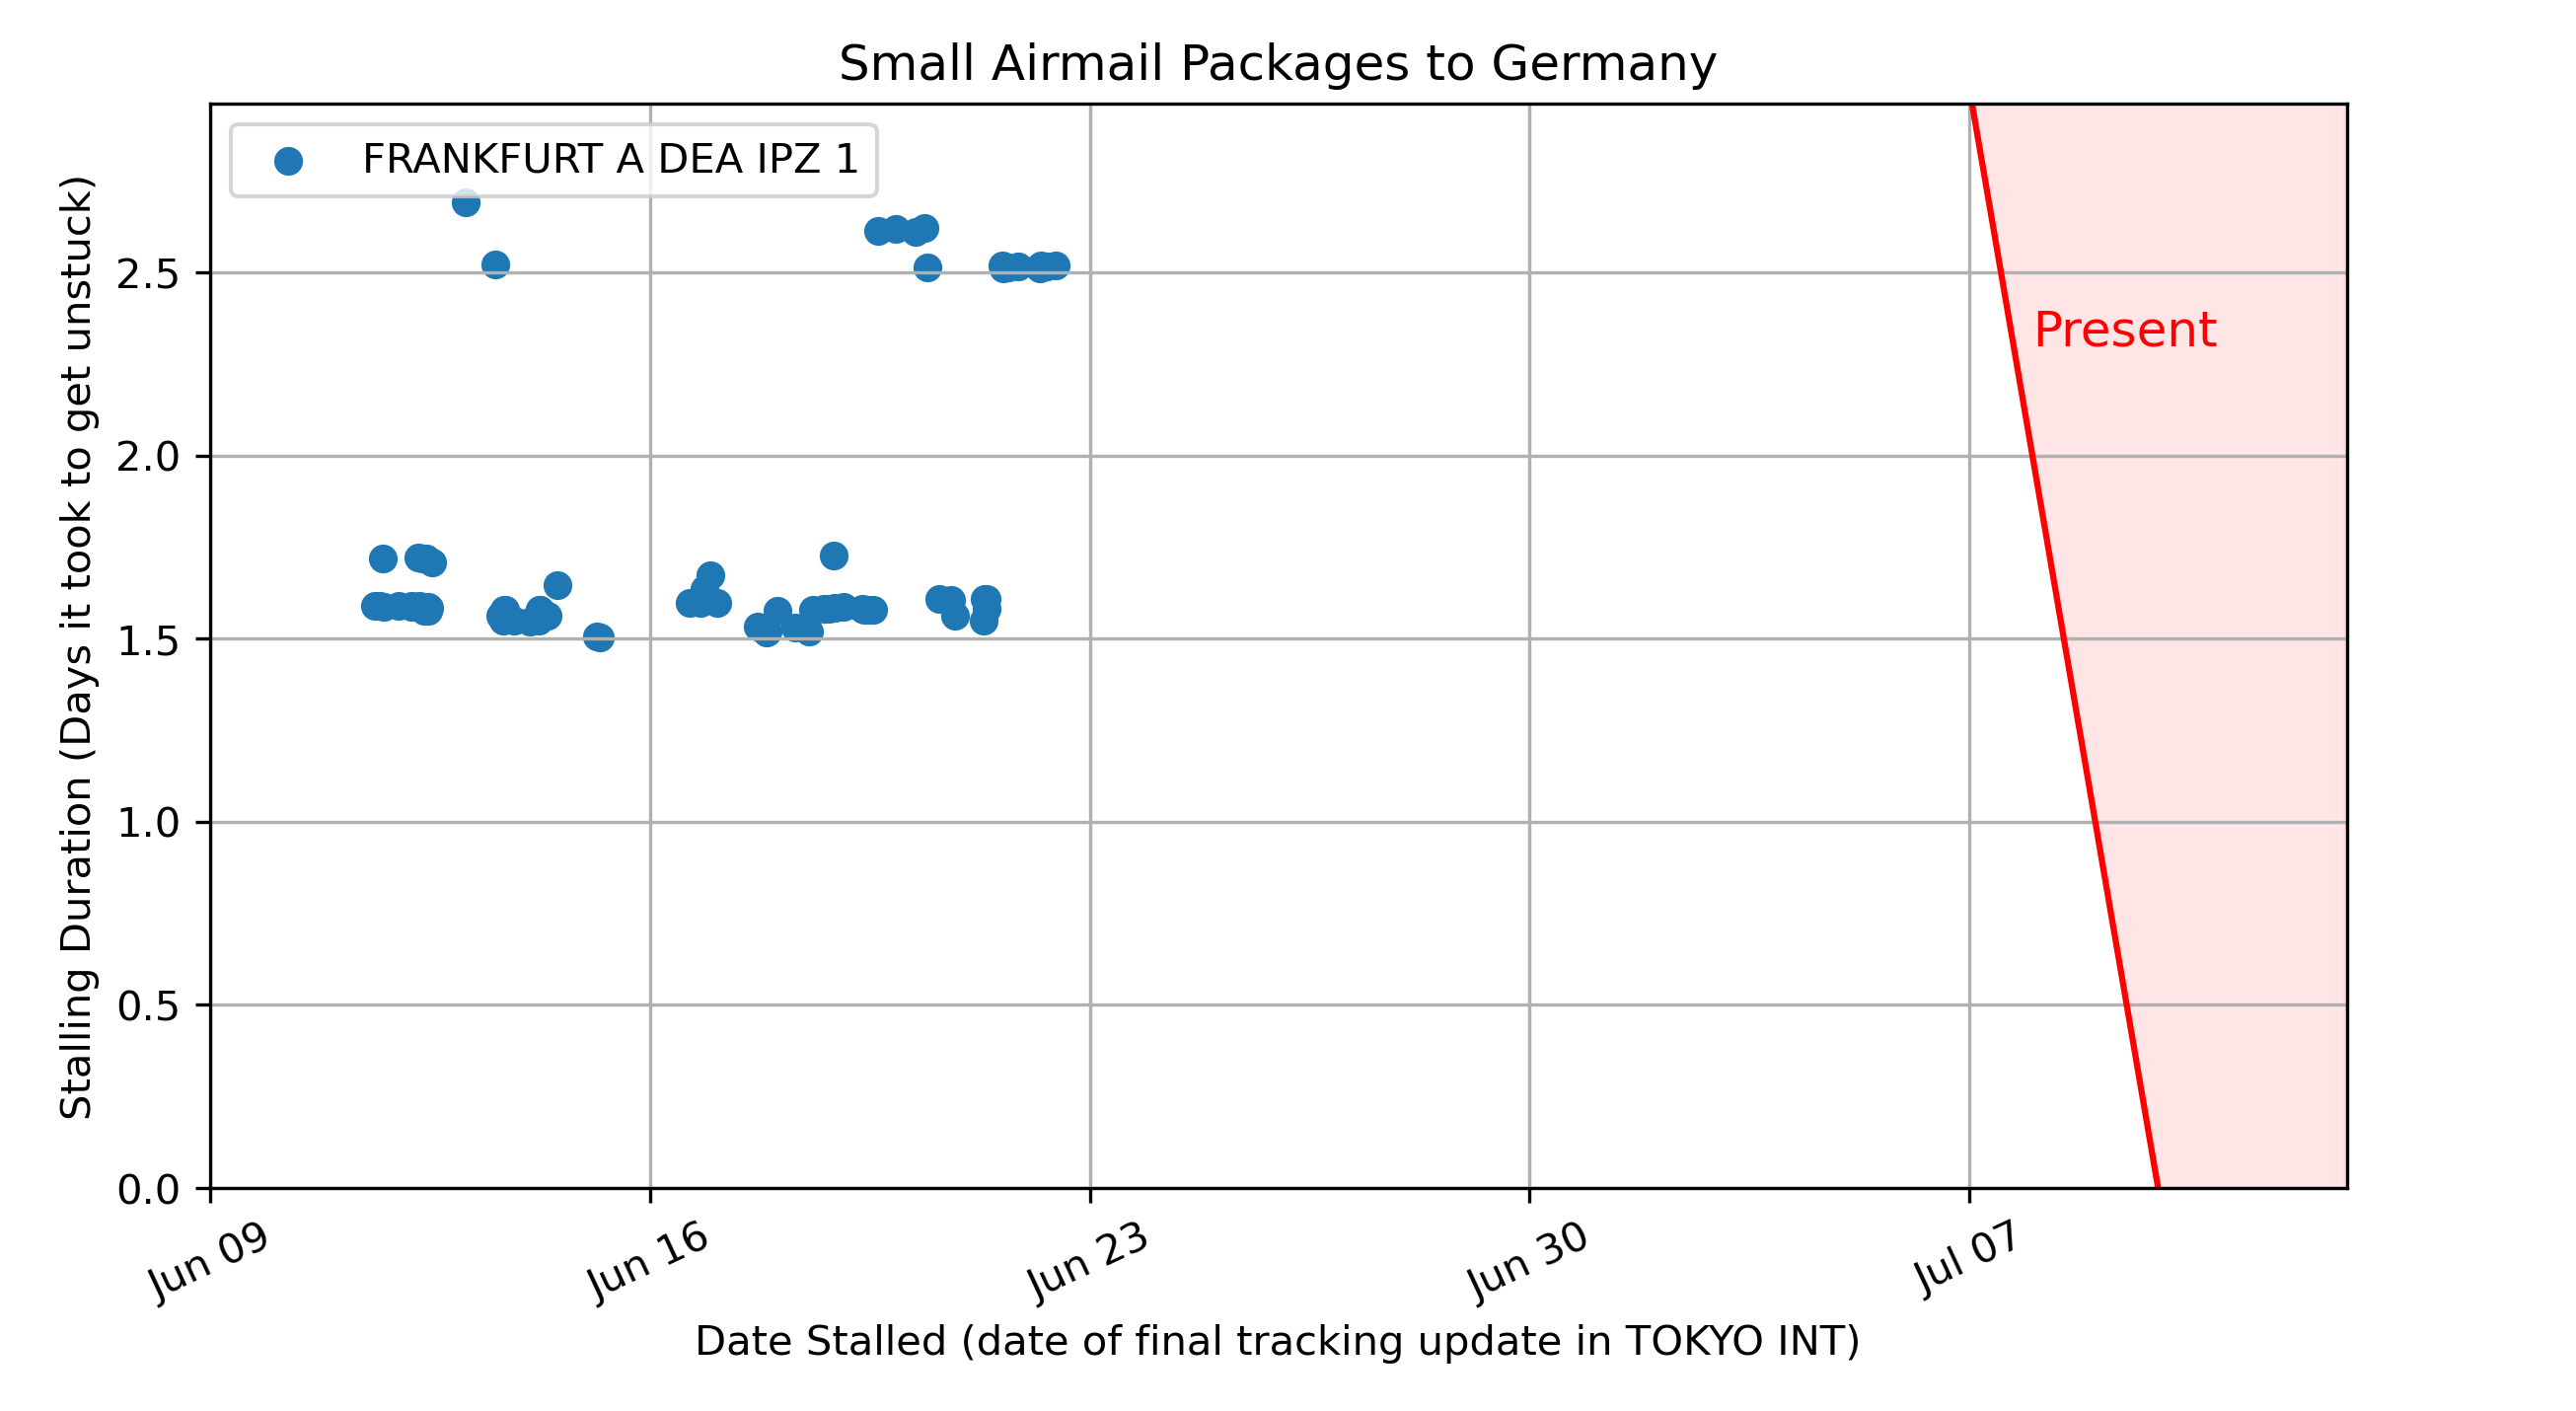 Small Airmail Packages to Germany
FRANKFURT A DEA IPZ 1
Stalling Duration (Days it took to get unstuck)
2.5
2.0
1.5
1.0
0.5
0.0
Present
Jun 09
Jun 16
Jun 23
Jun 30
Jul 07
Date Stalled (date of final tracking update in TOKYO INT)